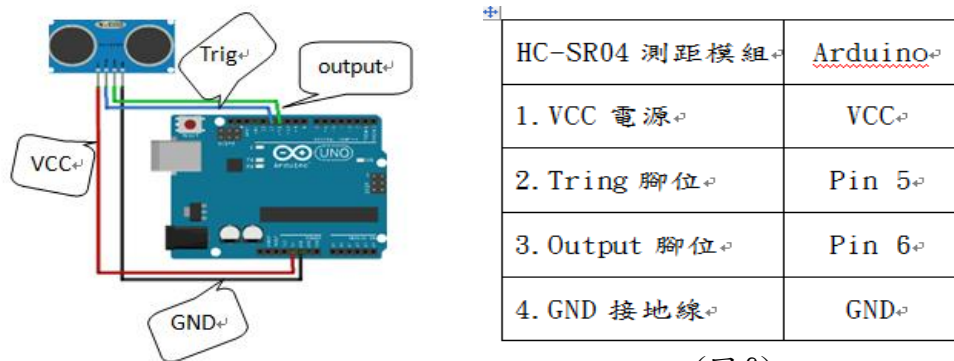 Trig
output
VCC
GND
UNO
HC-SR04 測距模組 Arduino
1. VCC 電源 VCC
2. Tring 腳位 Pin 5
3. Output 腳位 Pin 6
4. GND 接地線 GND